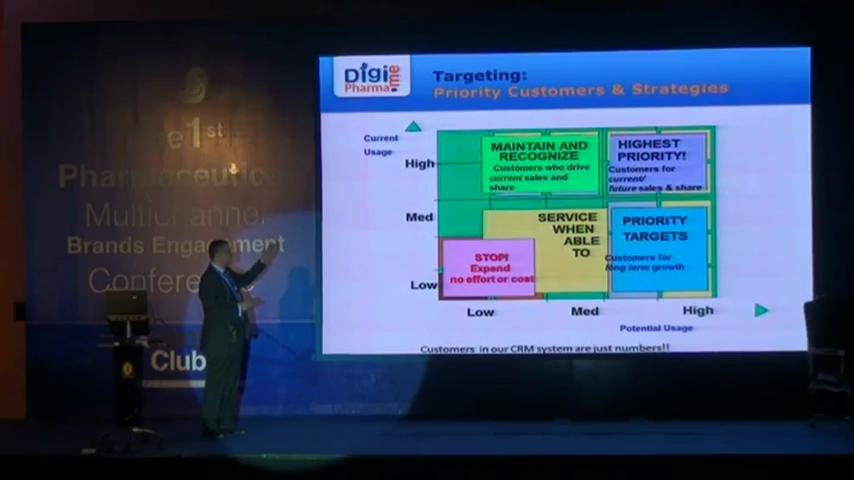 1st
Pharmaceutic
Multichannel
Brands Engagement
Confere
Club
Digi
Pharma
me
Targeting:
Priority Customers & Strategies
Current
Usage
High
Med
Low
MAINTAIN AND
RECOGNIZE
Customers who drive
current sales and
share
HIGHEST
PRIORITY!
Customers for
current/
future sales & share
SERVICE
WHEN
ABLE
TO
PRIORITY
TARGETS
Customers for
long term growth
STOP!
Expend
no effort or cost
Low
Med
High
Potential Usage
Customers in our CRM system are just numbers!!